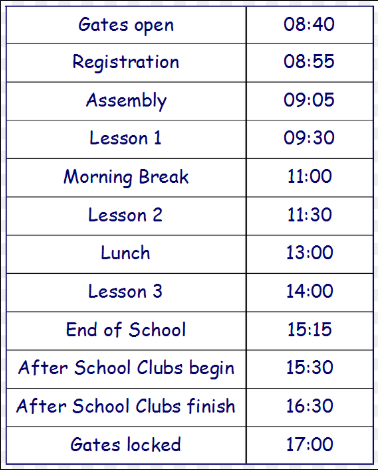 Gates open 08:40
Registration 08:55
Assembly 09:05
Lesson 1 09:30
Morning Break 11:00
Lesson 2 11:30
Lunch 13:00
Lesson 3 14:00
End of School 15:15
After School Clubs begin 15:30
After School Clubs finish 16:30
Gates locked 17:00